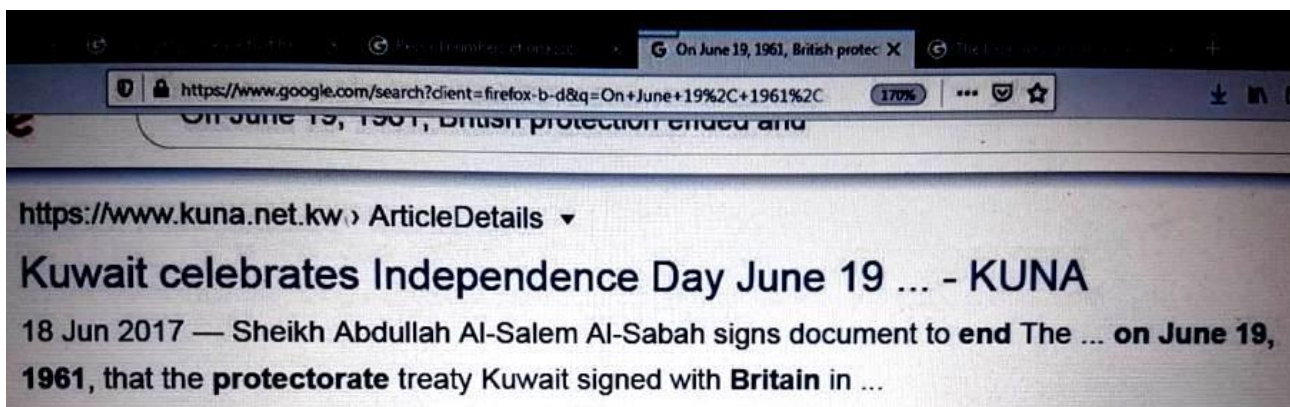 On June 19, 1961, British protec
https://www.google.com/search?client=firefox-b-d&q=On+June+19%2C+1961%2C
170%
On June 19, 1961, British protection ended and
https://www.kuna.net.kw › ArticleDetails
Kuwait celebrates Independence Day June 19 ... - KUNA
18 Jun 2017 — Sheikh Abdullah Al-Salem Al-Sabah signs document to end The ... on June 19,
1961, that the protectorate treaty Kuwait signed with Britain in ...